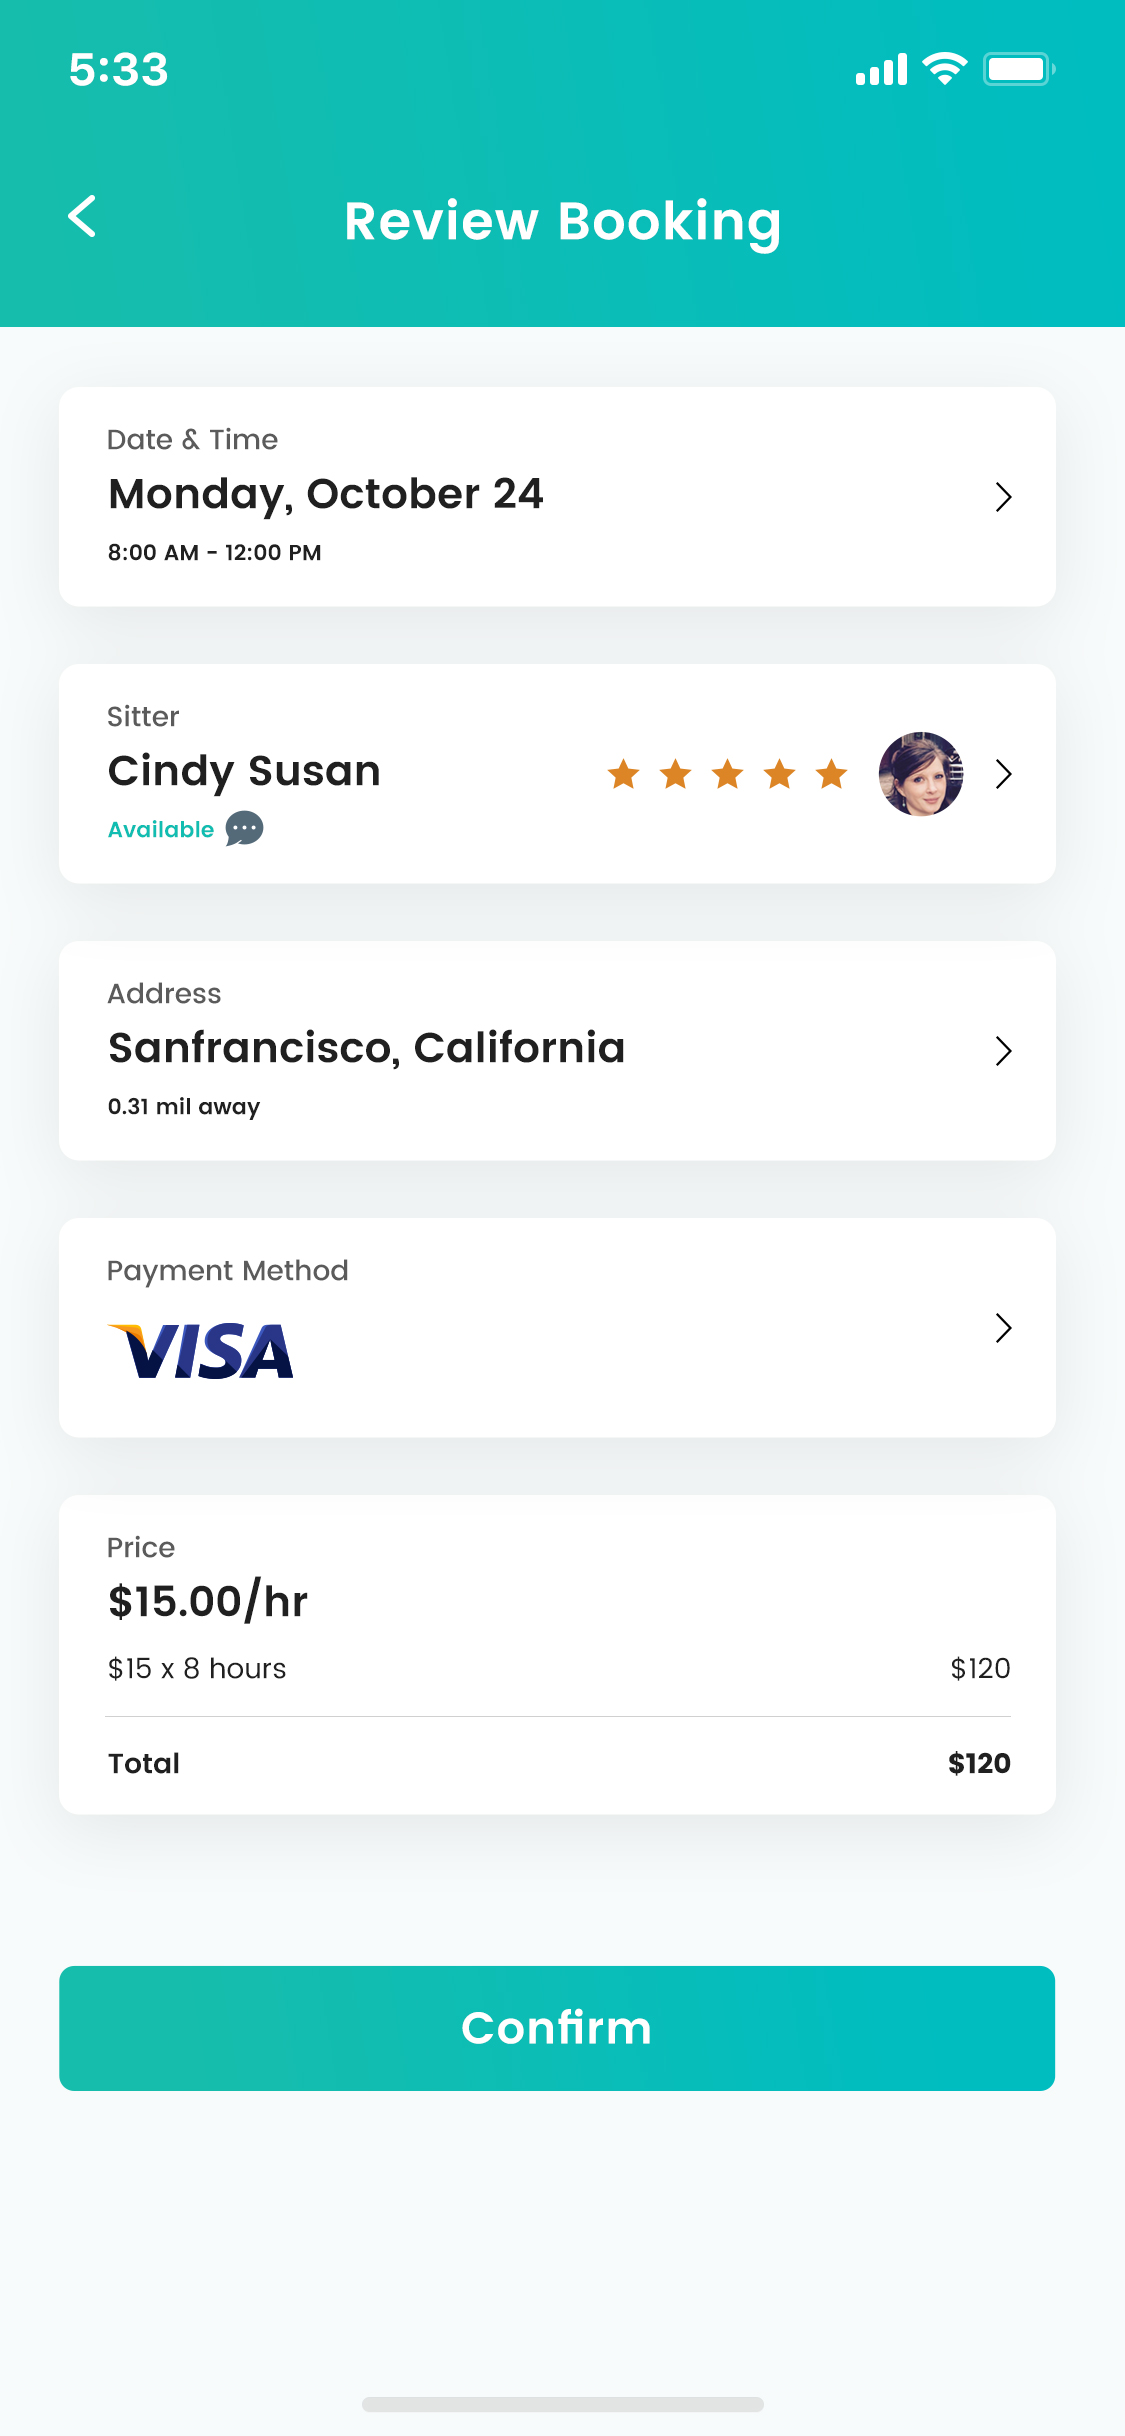 5:33
Review Booking
Date & Time
Monday, October 24
8:00 AM - 12:00 PM
Sitter
Cindy Susan
Available
Address
Sanfrancisco, California
0.31 mil away
Payment Method
VISA
Price
$15.00/hr
$15 x 8 hours $120
Total $120
Confirm